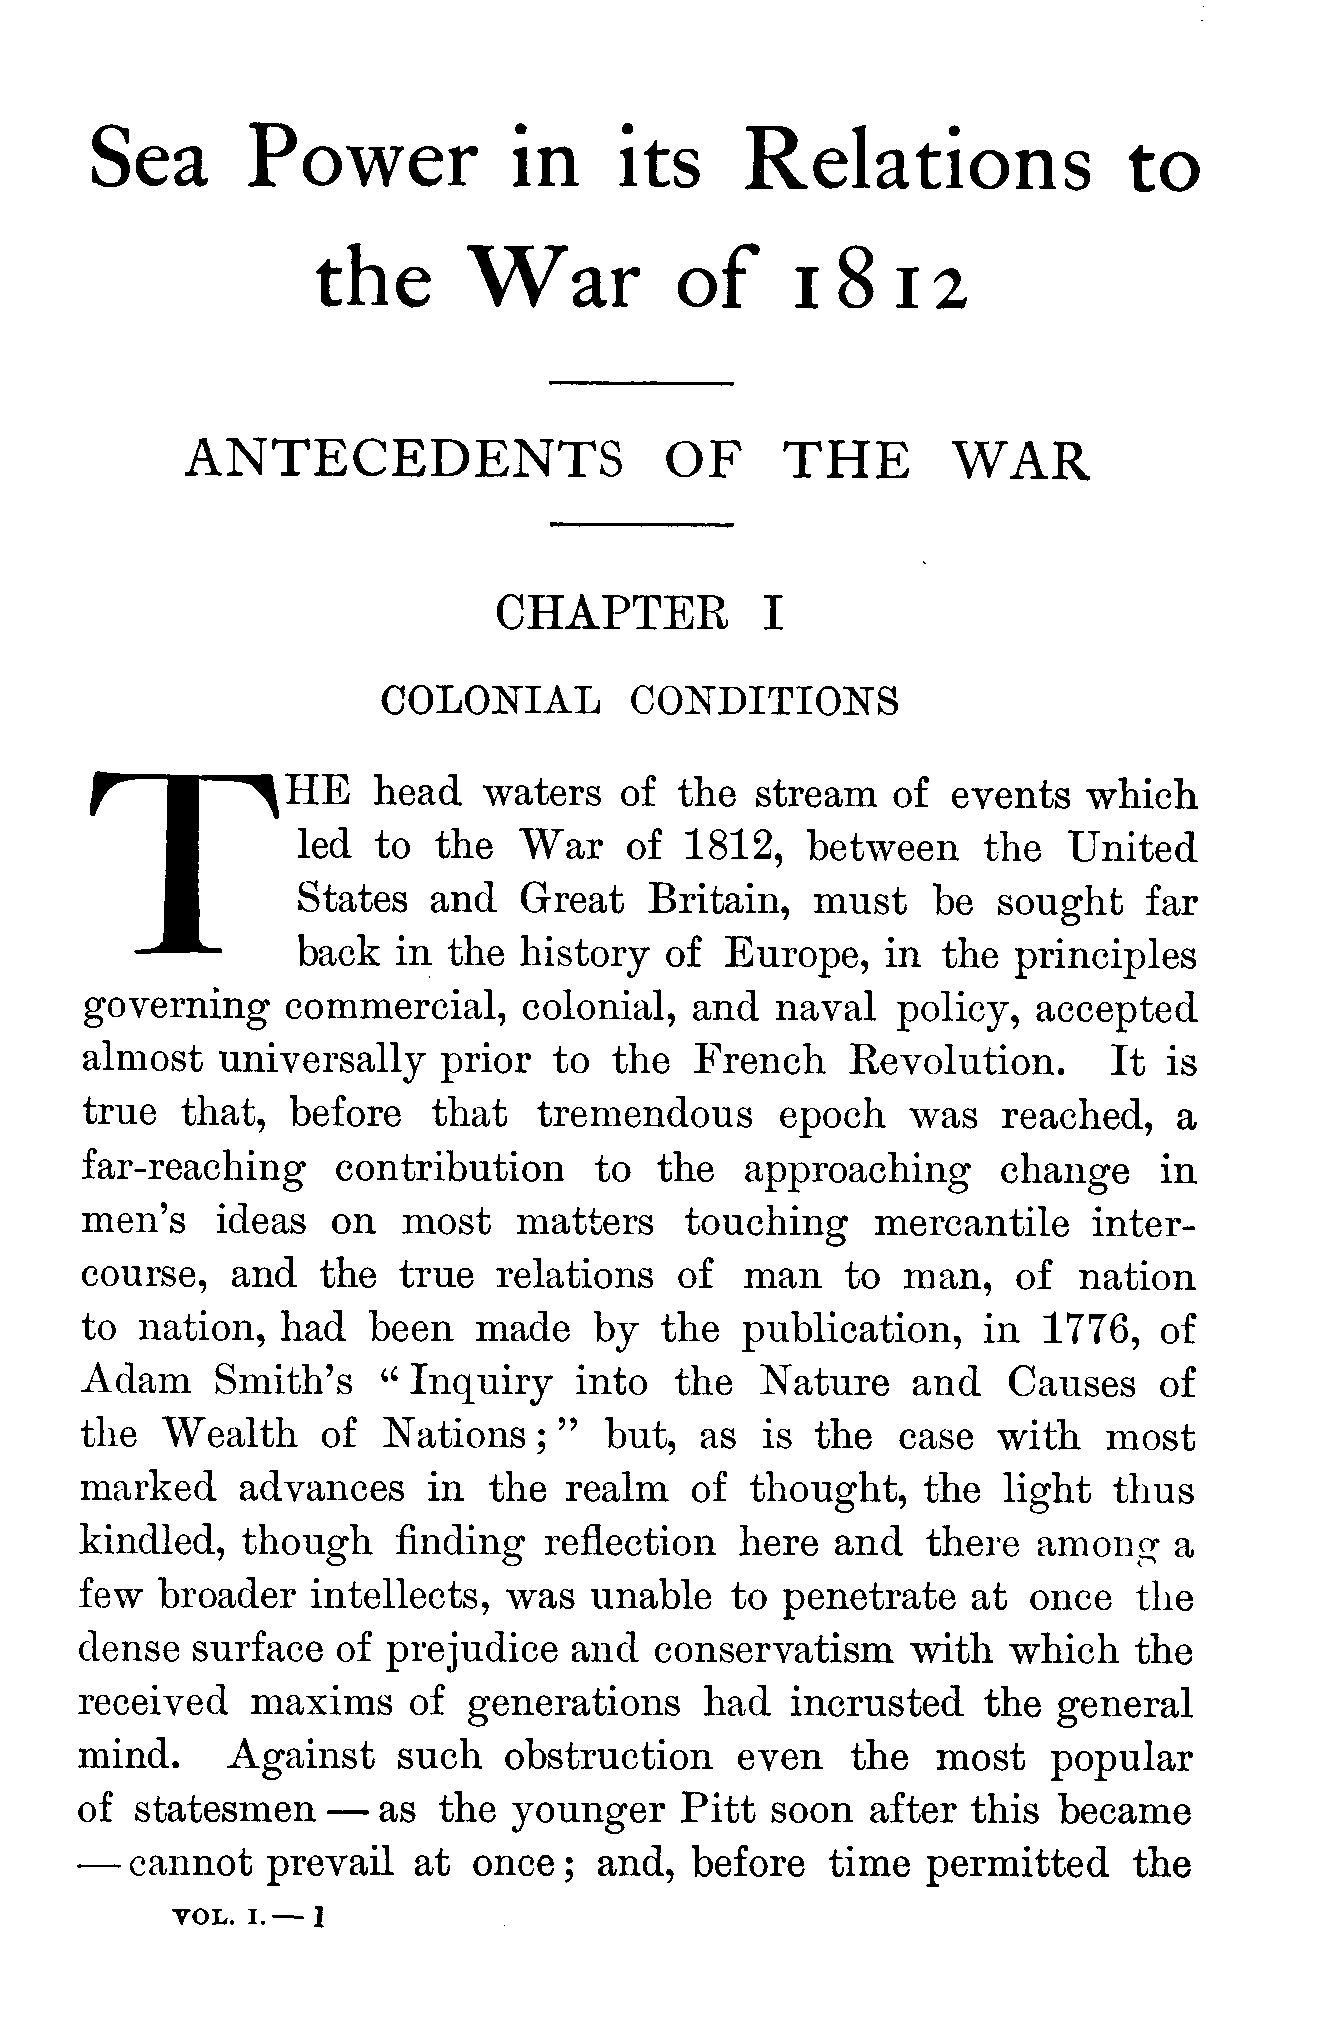 Sea Power in its Relations to
the War of 1812
ANTECEDENTS OF THE WAR
CHAPTER I
COLONIAL CONDITIONS
THE head waters of the stream of events which
led to the War of 1812, between the United
States and Great Britain, must be sought far
back in the history of Europe, in the principles
governing commercial, colonial, and naval policy, accepted
almost universally prior to the French Revolution. It is
true that, before that tremendous epoch was reached, a
far-reaching contribution to the approaching change in
men's ideas on most matters touching mercantile inter-
course, and the true relations of man to man, of nation
to nation, had been made by the publication, in 1776, of
Adam Smith's "Inquiry into the Nature and Causes of
the Wealth of Nations;" but, as is the case with most
marked advances in the realm of thought, the light thus
kindled, though finding reflection here and there among a
few broader intellects, was unable to penetrate at once the
dense surface of prejudice and conservatism with which the
received maxims of generations had incrusted the general
mind. Against such obstruction even the most popular
of statesmen — as the younger Pitt soon after this became
— cannot prevail at once; and, before time permitted the
VOL. I. — 1